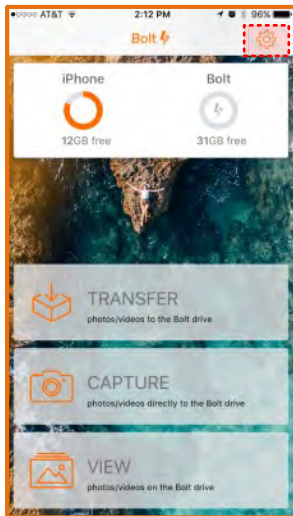 AT&T 2:12 PM 96%
Bolt
iPhone Bolt
12GB free 31GB free
TRANSFER
photos/videos to the Bolt drive
CAPTURE
photos/videos directly to the Bolt drive
VIEW
photos/videos on the Bolt drive